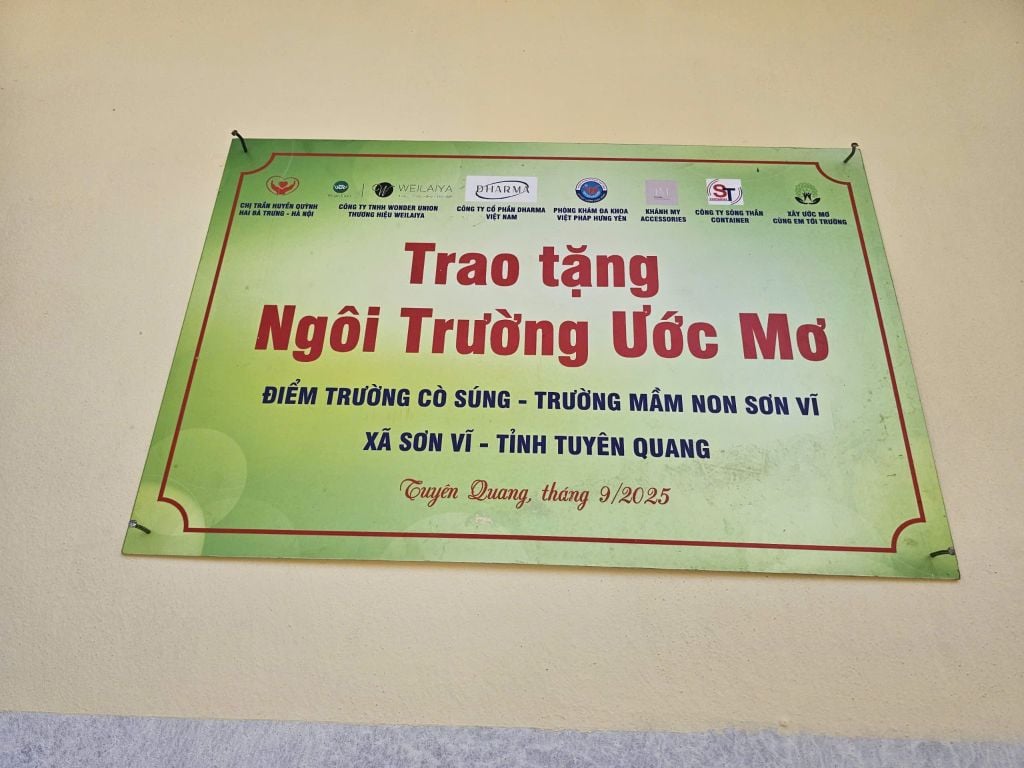 WEILAIYA
DHARMA
ST
CHỊ TRẦN HUYỀN QUỲNH
HAI BÀ TRƯNG - HÀ NỘI
CÔNG TY TNHH WONDER UNION
THƯƠNG HIỆU WEILAIYA
CÔNG TY CỔ PHẦN DHARMA
VIỆT NAM
PHÒNG KHÁM ĐA KHOA
VIỆT PHÁP HƯNG YÊN
KHÁNH MY
ACCESSORIES
CÔNG TY SÓNG THẦN
CONTAINER
XÂY ƯỚC MƠ
CÙNG EM TỚI TRƯỜNG
Trao tặng
Ngôi Trường Ước Mơ
ĐIỂM TRƯỜNG CÒ SÚNG - TRƯỜNG MẦM NON SƠN VĨ
XÃ SƠN VĨ - TỈNH TUYÊN QUANG
Tuyên Quang, tháng 9/2025